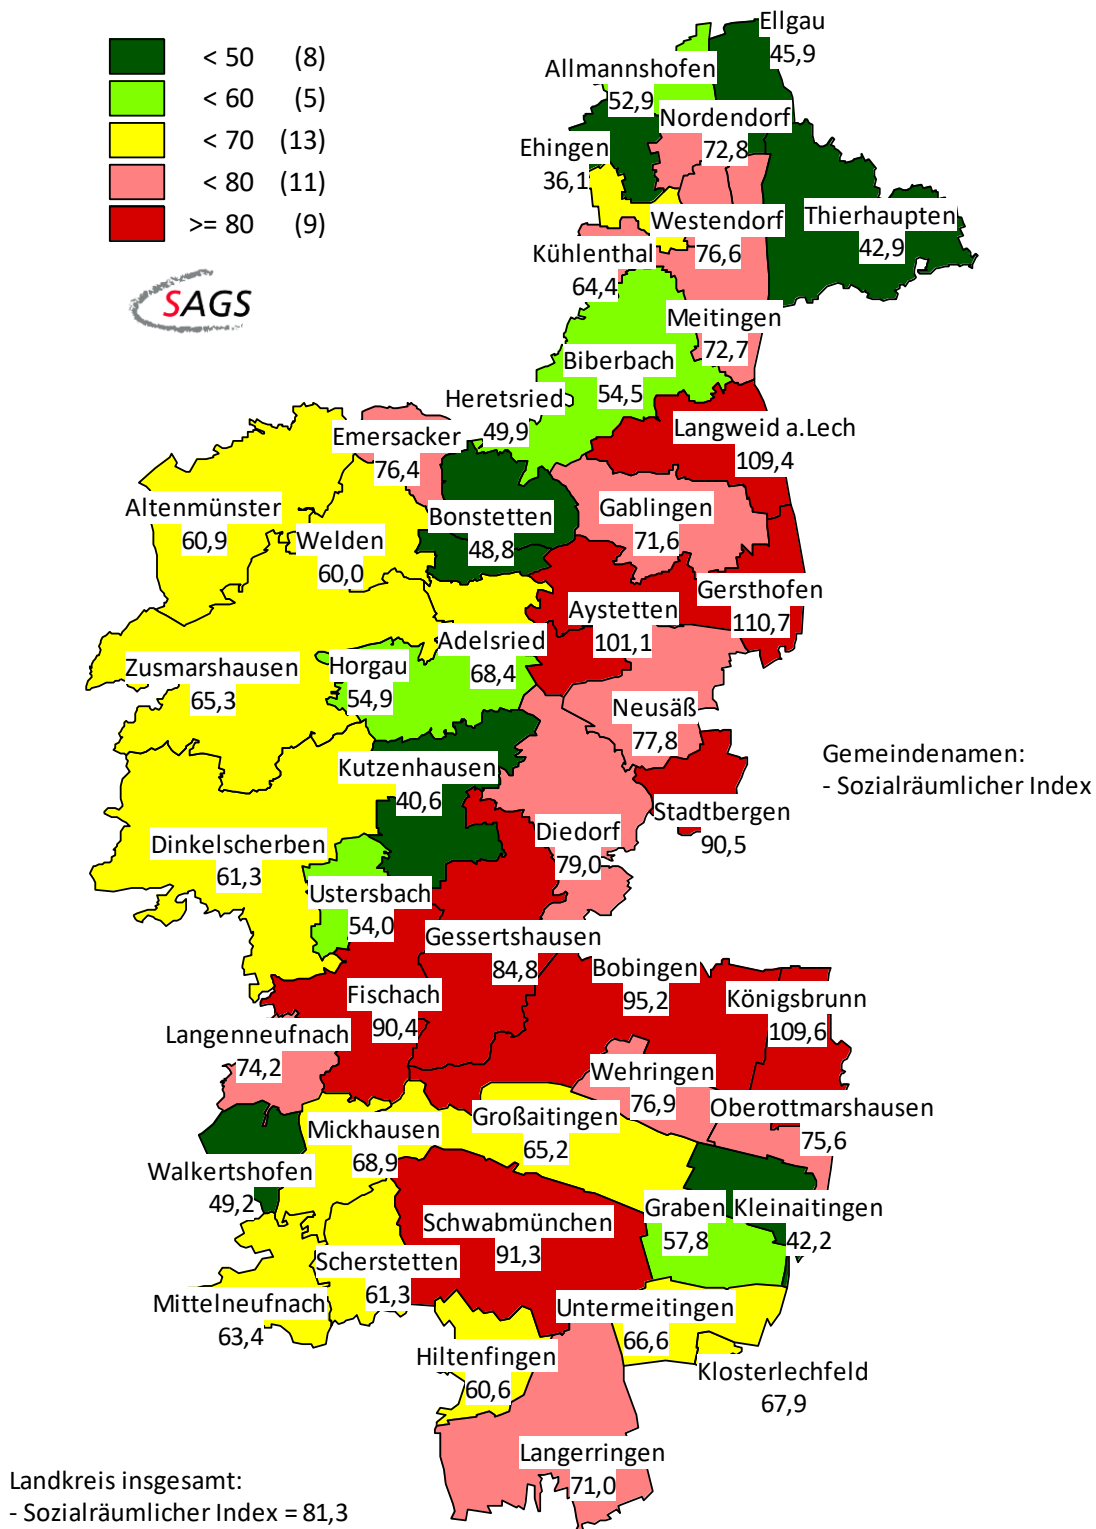 < 50 (8)
< 60 (5)
< 70 (13)
< 80 (11)
>= 80 (9)
SAGS
Ellgau
45,9
Allmannshofen
52,9
Nordendorf
72,8
Ehingen
36,1
Thierhaupten
42,9
Westendorf
76,6
Kühlenthal
64,4
Meitingen
72,7
Biberbach
54,5
Heretsried
49,9
Langweid a.Lech
109,4
Emersacker
76,4
Altenmünster
60,9
Welden
60,0
Bonstetten
48,8
Gablingen
71,6
Gersthofen
110,7
Aystetten
101,1
Adelsried
68,4
Horgau
54,9
Zusmarshausen
65,3
Neusäß
77,8
Kutzenhausen
40,6
Gemeindenamen:
- Sozialräumlicher Index
Stadtbergen
90,5
Diedorf
79,0
Dinkelscherben
61,3
Ustersbach
54,0
Gessertshausen
84,8
Bobingen
95,2
Königsbrunn
109,6
Fischach
90,4
Langenneufnach
74,2
Wehringen
76,9
Oberottmarshausen
75,6
Großaitingen
65,2
Mickhausen
68,9
Walkertshofen
49,2
Graben
57,8
Kleinaitingen
42,2
Schwabmünchen
91,3
Scherstetten
61,3
Mittelneufnach
63,4
Untermeitingen
66,6
Hiltenfingen
60,6
Klosterlechfeld
67,9
Langerringen
71,0
Landkreis insgesamt:
- Sozialräumlicher Index = 81,3